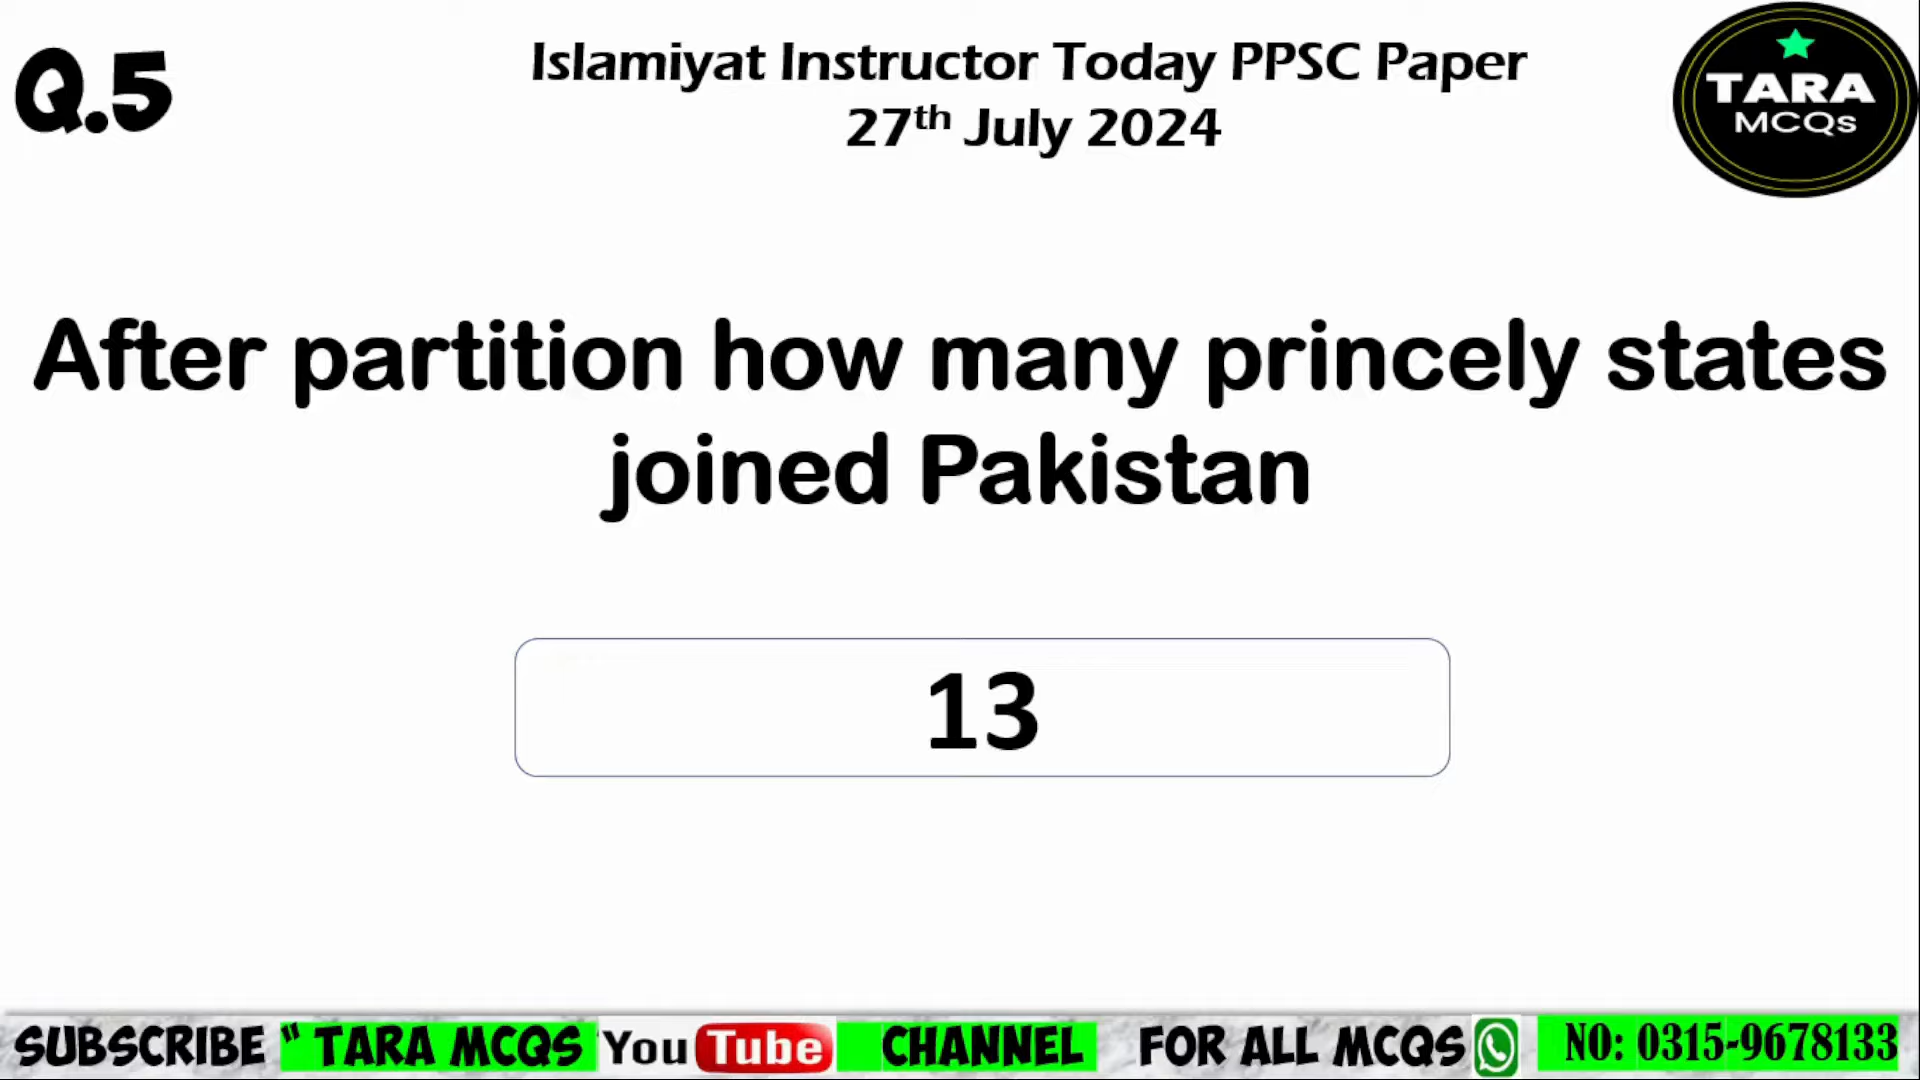 Q.5
Islamiyat Instructor Today PPSC Paper
27th July 2024
TARA
MCQs
After partition how many princely states
joined Pakistan
13
SUBSCRIBE " TARA MCQS YouTube CHANNEL FOR ALL MCQS NO: 0315-9678133